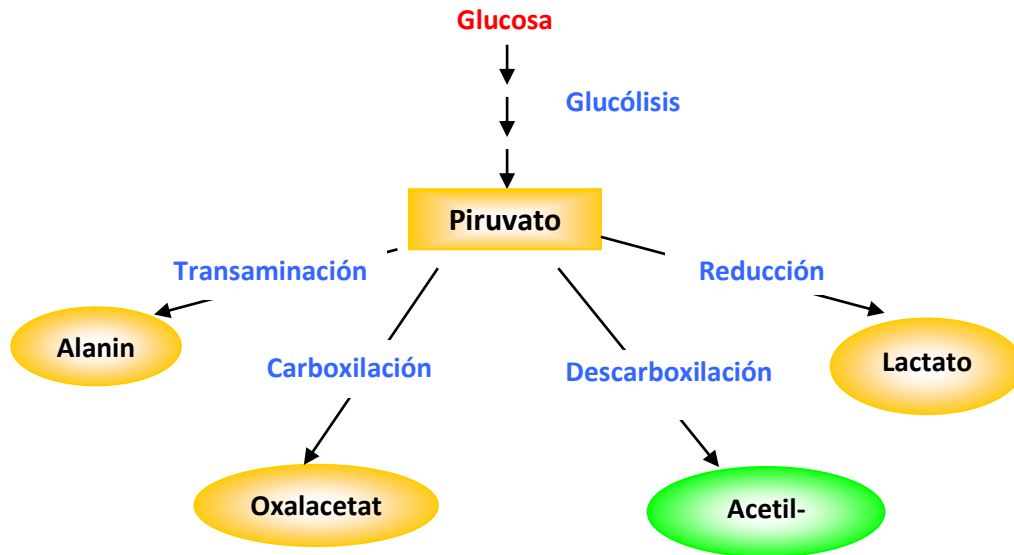 Glucosa
Glucólisis
Piruvato
Transaminación
Reducción
Alanin
Carboxilación
Descarboxilación
Lactato
Oxalacetat
Acetil-